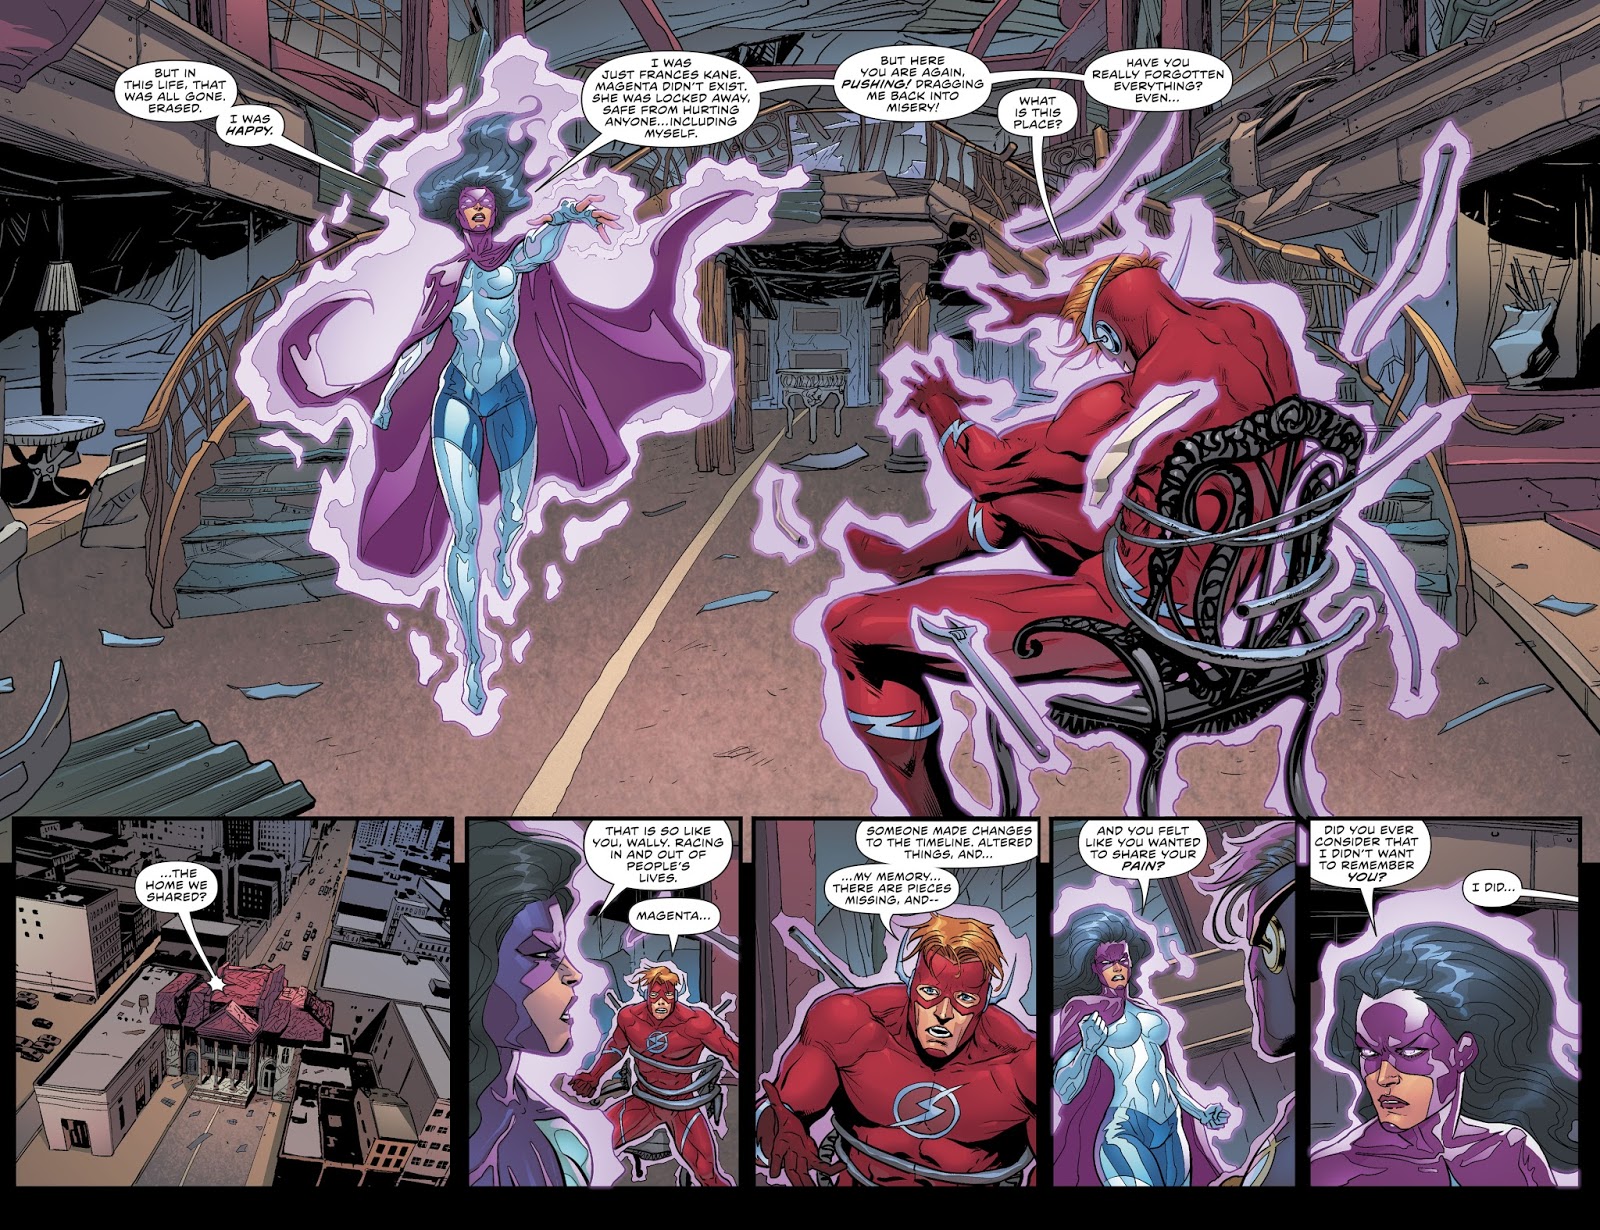 BUT IN
THIS LIFE, THAT
WAS ALL GONE.
ERASED.
I WAS
HAPPY.
I WAS
JUST FRANCES KANE.
MAGENTA DIDN'T EXIST.
SHE WAS LOCKED AWAY,
SAFE FROM HURTING
ANYONE...INCLUDING
MYSELF.
BUT HERE
YOU ARE AGAIN,
PUSHING! DRAGGING
ME BACK INTO
MISERY!
WHAT
IS THIS
PLACE?
HAVE YOU
REALLY FORGOTTEN
EVERYTHING?
EVEN...
...THE
HOME WE
SHARED?
THAT IS SO LIKE
YOU, WALLY. RACING
IN AND OUT OF
PEOPLE'S
LIVES.
MAGENTA...
SOMEONE MADE CHANGES
TO THE TIMELINE. ALTERED
THINGS, AND...
...MY MEMORY...
THERE ARE PIECES
MISSING, AND--
AND YOU FELT
LIKE YOU WANTED
TO SHARE YOUR
PAIN?
DID YOU EVER
CONSIDER THAT
I DIDN'T WANT
TO REMEMBER
YOU?
I DID...